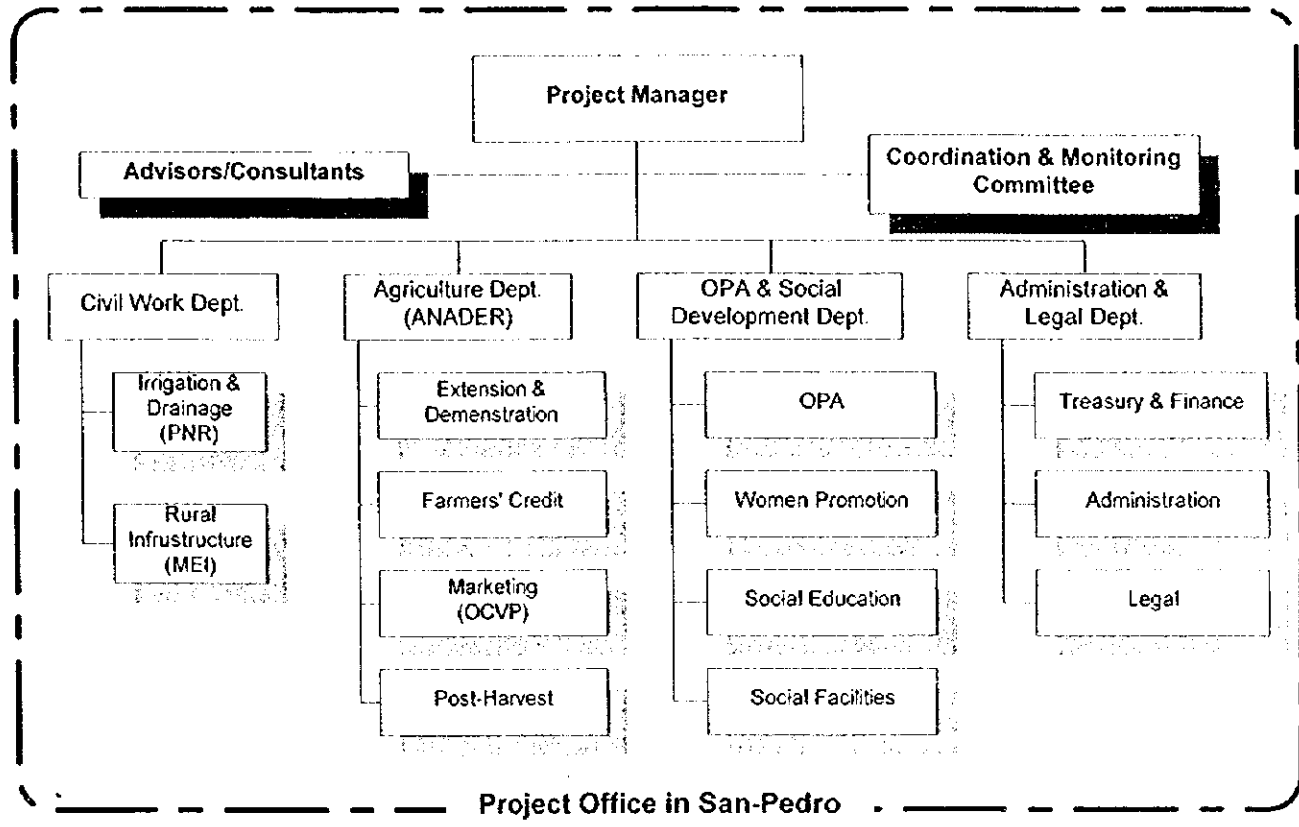 Project Manager
Advisors/Consultants
Coordination & Monitoring
Committee
Civil Work Dept.
Agriculture Dept.
(ANADER)
OPA & Social
Development Dept.
Administration &
Legal Dept.
Irrigation &
Drainage
(PNR)
Rural
Infrustructure
(MEI)
Extension &
Demenstration
Farmers' Credit
Marketing
(OCVP)
Post-Harvest
OPA
Women Promotion
Social Education
Social Facilities
Treasury & Finance
Administration
Legal
Project Office in San-Pedro